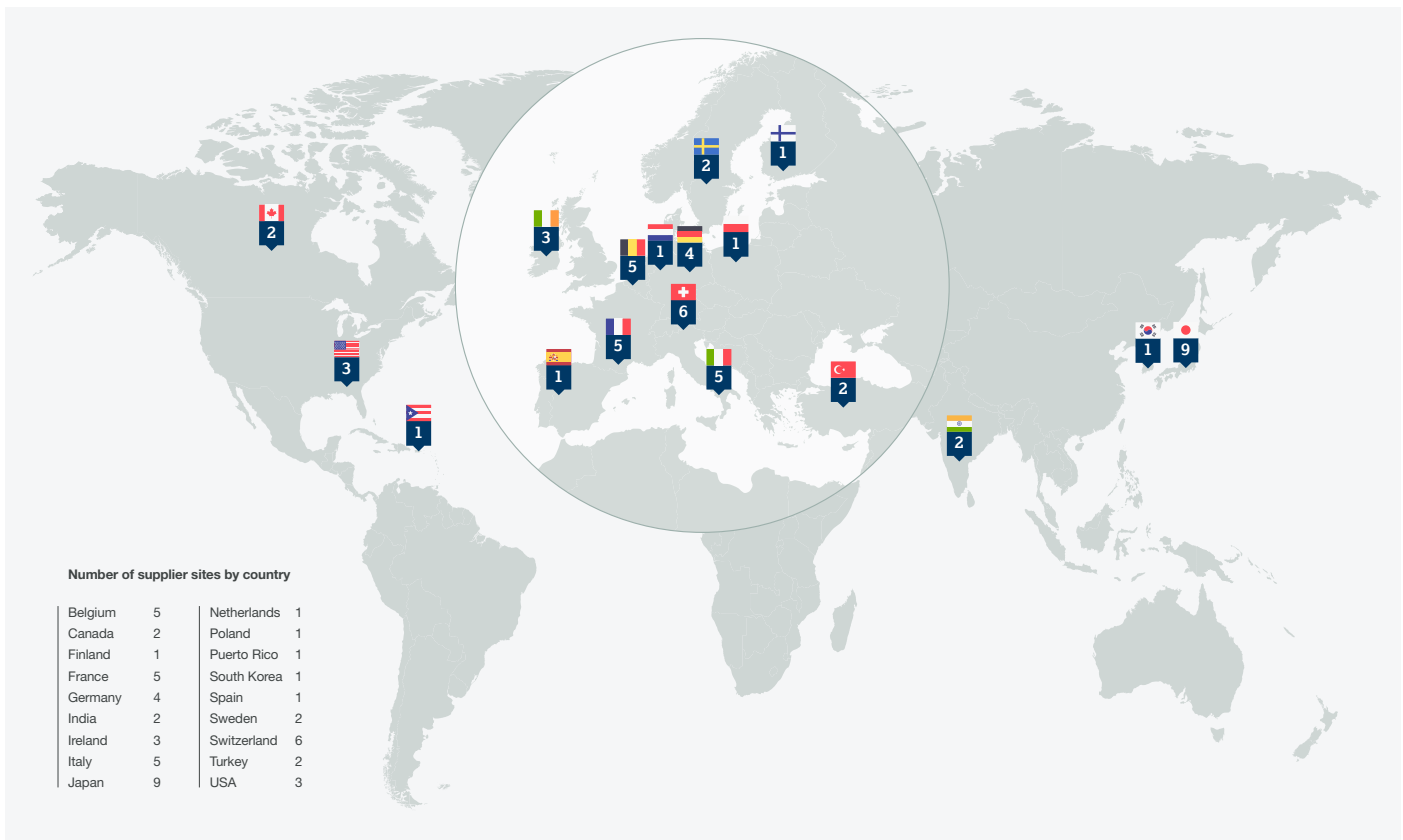 2
1
3
1
4
1
5
6
5
1
5
2
3
1
2
1
9
2
Number of supplier sites by country
Belgium 5
Canada 2
Finland 1
France 5
Germany 4
India 2
Ireland 3
Italy 5
Japan 9
Netherlands 1
Poland 1
Puerto Rico 1
South Korea 1
Spain 1
Sweden 2
Switzerland 6
Turkey 2
USA 3